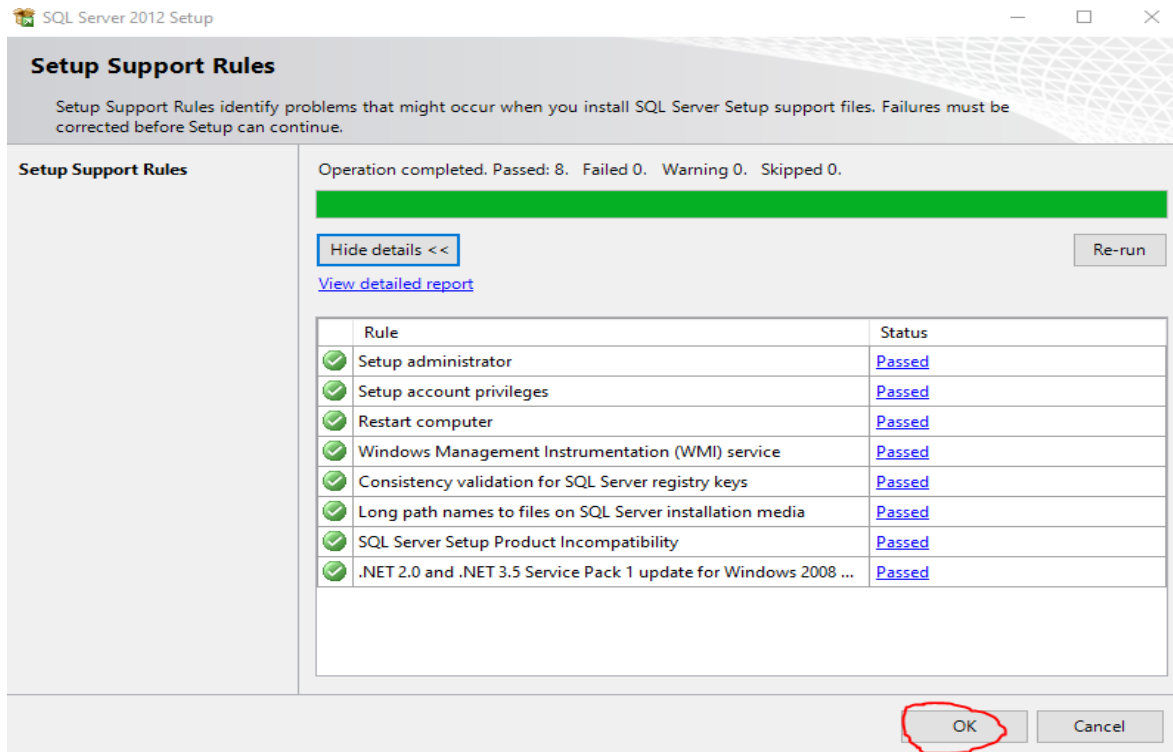 SQL Server 2012 Setup
Setup Support Rules
Setup Support Rules identify problems that might occur when you install SQL Server Setup support files. Failures must be
corrected before Setup can continue.
Setup Support Rules
Operation completed. Passed: 8.   Failed 0.   Warning 0.   Skipped 0.
Hide details <<
Re-run
View detailed report
Rule Status
Setup administrator Passed
Setup account privileges Passed
Restart computer Passed
Windows Management Instrumentation (WMI) service Passed
Consistency validation for SQL Server registry keys Passed
Long path names to files on SQL Server installation media Passed
SQL Server Setup Product Incompatibility Passed
.NET 2.0 and .NET 3.5 Service Pack 1 update for Windows 2008 ... Passed
OK Cancel